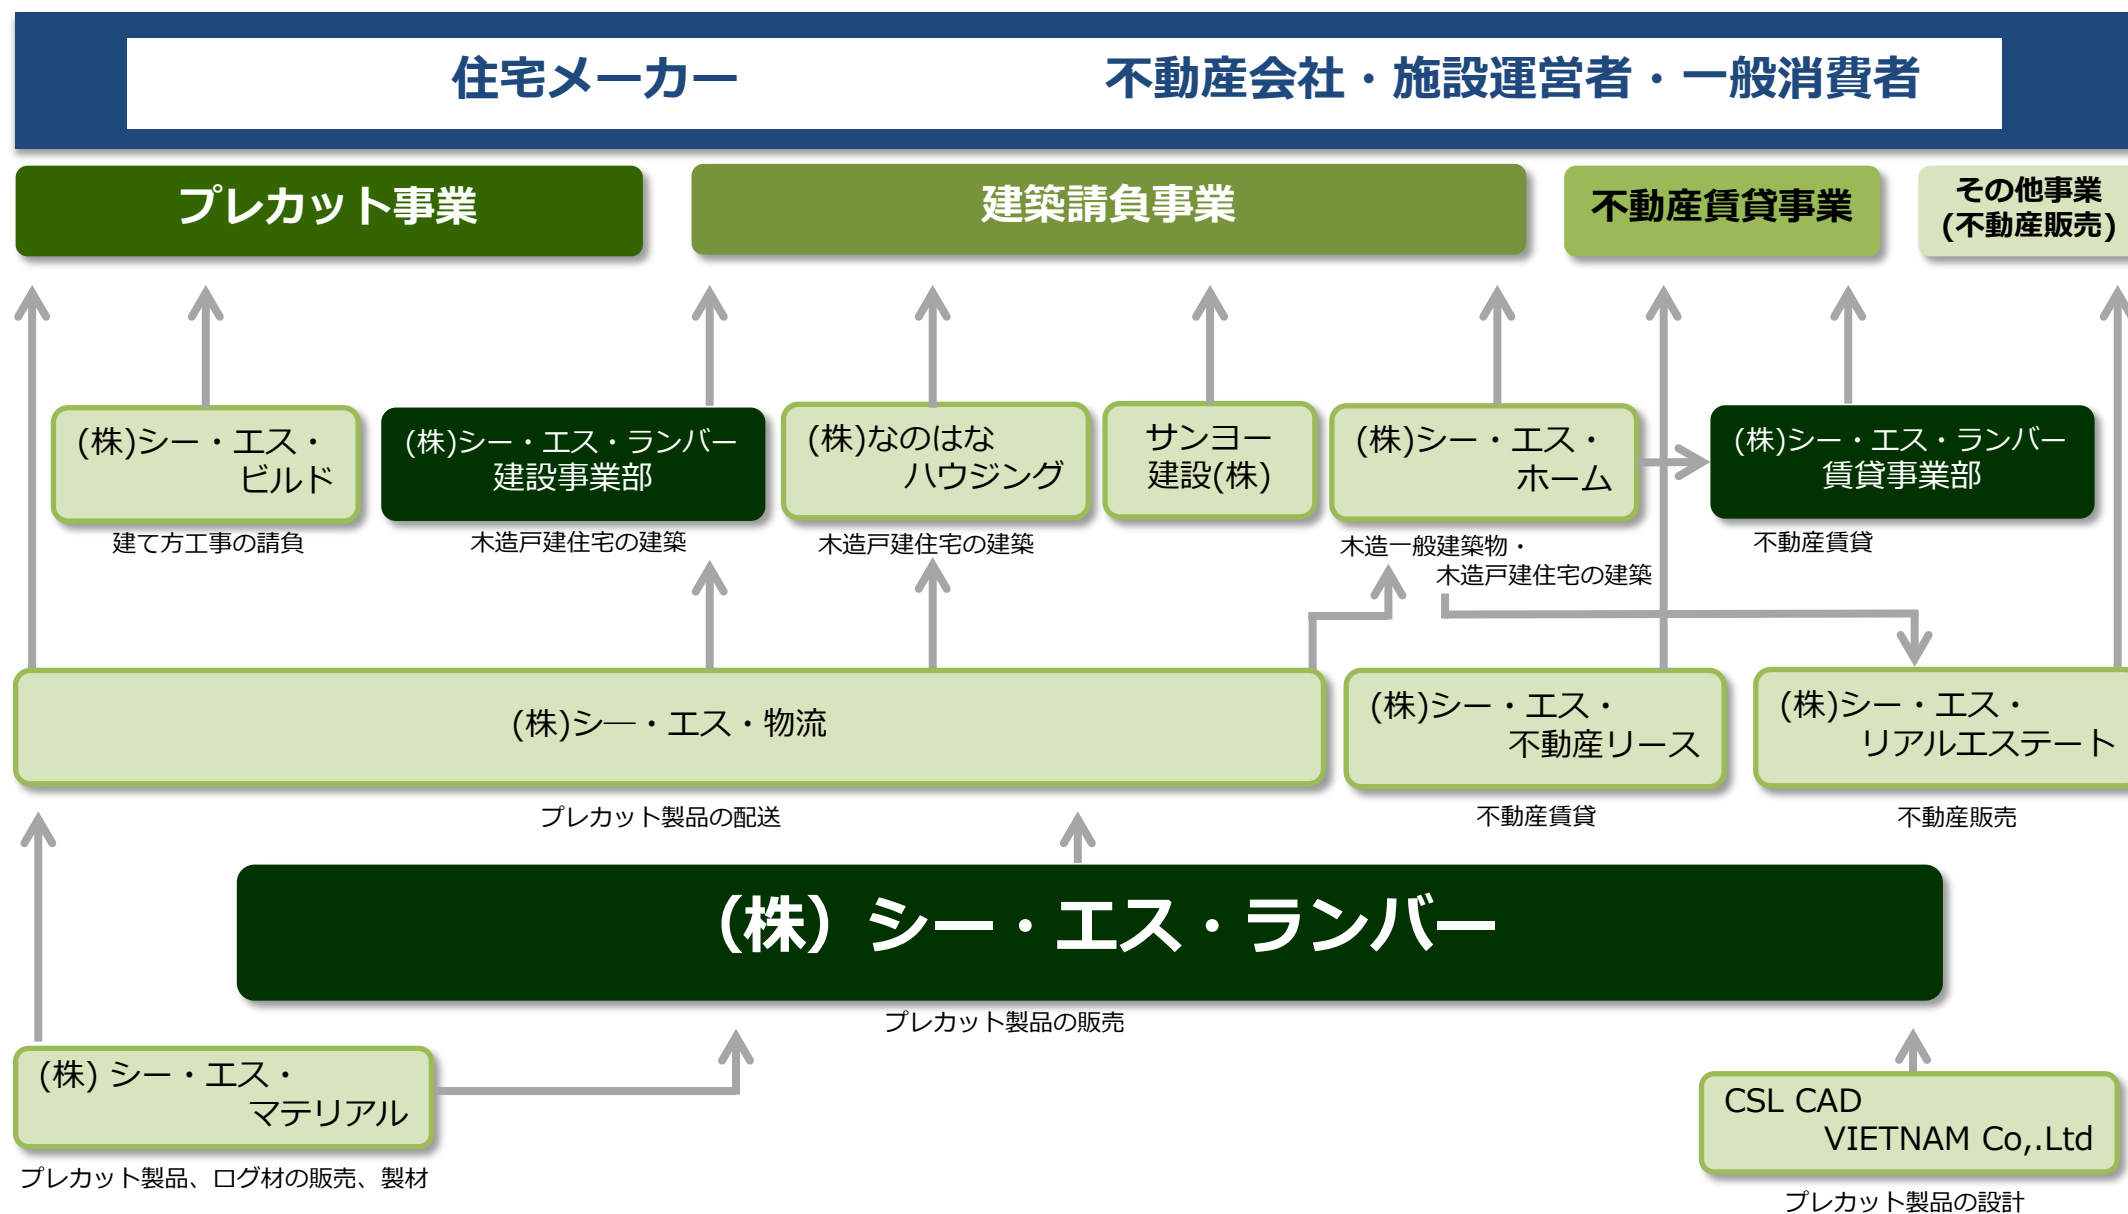 住宅メーカー
不動産会社・施設運営者・一般消費者
プレカット事業
建築請負事業
不動産賃貸事業
その他事業
(不動産販売)
(株)シー・エス・
ビルド
建て方工事の請負
(株)シー・エス・ランバー
建設事業部
木造戸建住宅の建築
(株)なのはな
ハウジング
木造戸建住宅の建築
サンヨー
建設(株)
(株)シー・エス・
ホーム
木造一般建築物・
木造戸建住宅の建築
(株)シー・エス・ランバー
賃貸事業部
不動産賃貸
(株)シ―・エス・物流
プレカット製品の配送
(株)シー・エス・
不動産リース
不動産賃貸
(株)シー・エス・
リアルエステート
不動産販売
(株) シー・エス・ランバー
プレカット製品の販売
(株) シー・エス・
マテリアル
プレカット製品、ログ材の販売、製材
CSL CAD
VIETNAM Co,.Ltd
プレカット製品の設計